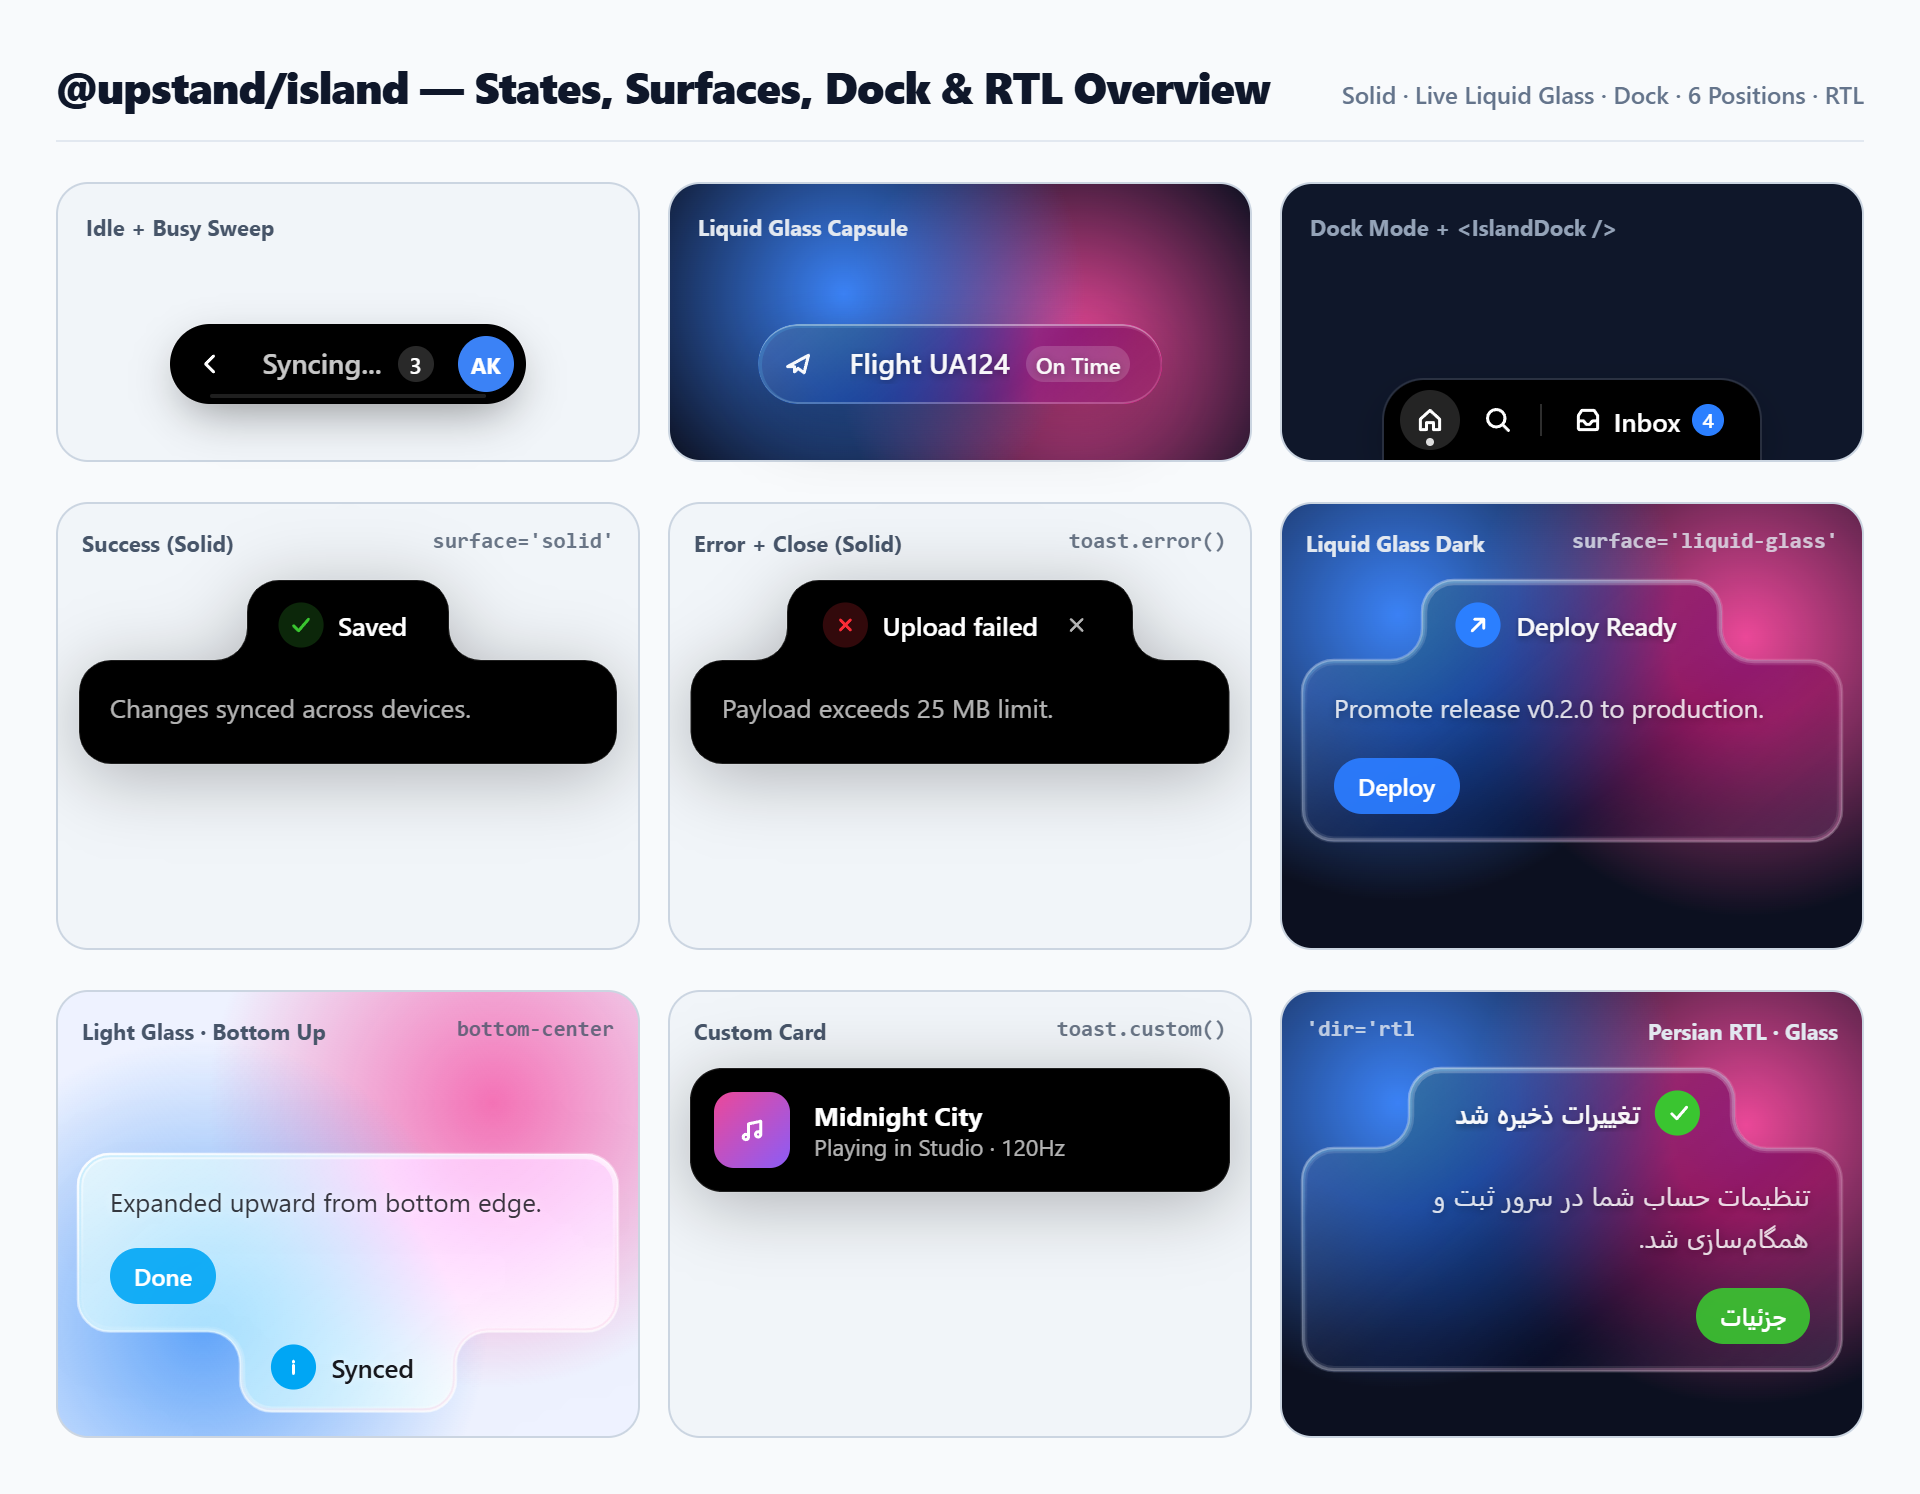 @upstand/island — States, Surfaces, Dock & RTL Overview
Solid · Live Liquid Glass · Dock · 6 Positions · RTL
Idle + Busy Sweep
Syncing...
3
AK
Liquid Glass Capsule
Flight UA124
On Time
Dock Mode + <IslandDock />
Inbox
4
Success (Solid)
surface='solid'
Saved
Changes synced across devices.
Error + Close (Solid)
toast.error()
Upload failed
Payload exceeds 25 MB limit.
Liquid Glass Dark
surface='liquid-glass'
Deploy Ready
Promote release v0.2.0 to production.
Deploy
Light Glass · Bottom Up
bottom-center
Expanded upward from bottom edge.
Done
Synced
Custom Card
toast.custom()
Midnight City
Playing in Studio · 120Hz
Persian RTL · Glass
'dir='rtl
تغییرات ذخیره شد
تنظیمات حساب شما در سرور ثبت و
همگام‌سازی شد.
جزئیات